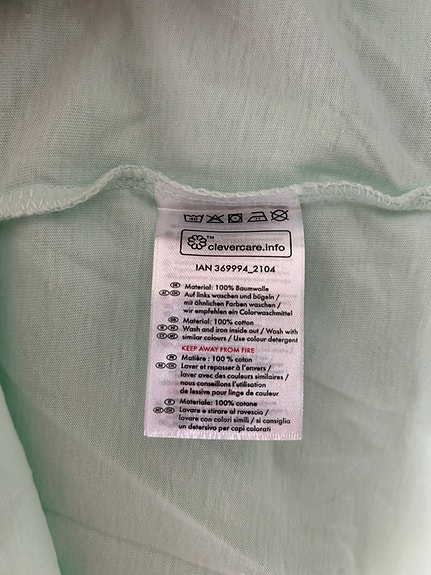 clevercare.info™
IAN 369994_2104
Material: 100% Baumwolle
Auf links waschen und bügeln /
mit ähnlichen Farben waschen /
wir empfehlen ein Colorwaschmittel
Material: 100% cotton
Wash and iron inside out / Wash with
similar colours / Use colour detergent
KEEP AWAY FROM FIRE
Matière : 100 % coton
Laver et repasser à l'envers /
laver avec des couleurs similaires /
nous conseillons l'utilisation
de lessive pour linge de couleur
Materiale: 100% cotone
Lavare e stirare al rovescio /
lavare con colori simili / si consiglia
un detersivo per capi colorati